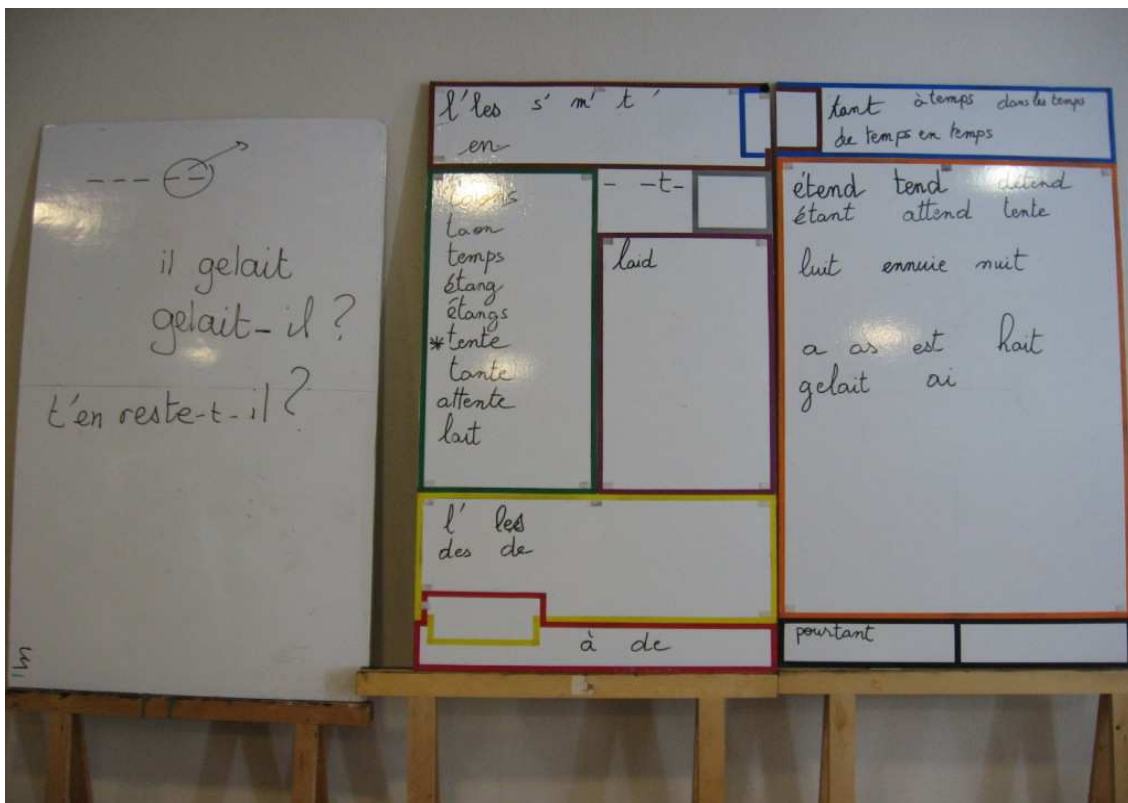 il gelait
gelait-il ?
t'en reste-t-il ?
l' les s' m' t'
en
taons
taon
temps
étang
étangs
*tente
tante
attente
lait
- -t-
laid
l' les
des de
à de
tant à temps dans les temps
de temps en temps
étend tend détend
étant attend tente
luit ennuie nuit
a as est hait
gelait ai
pourtant